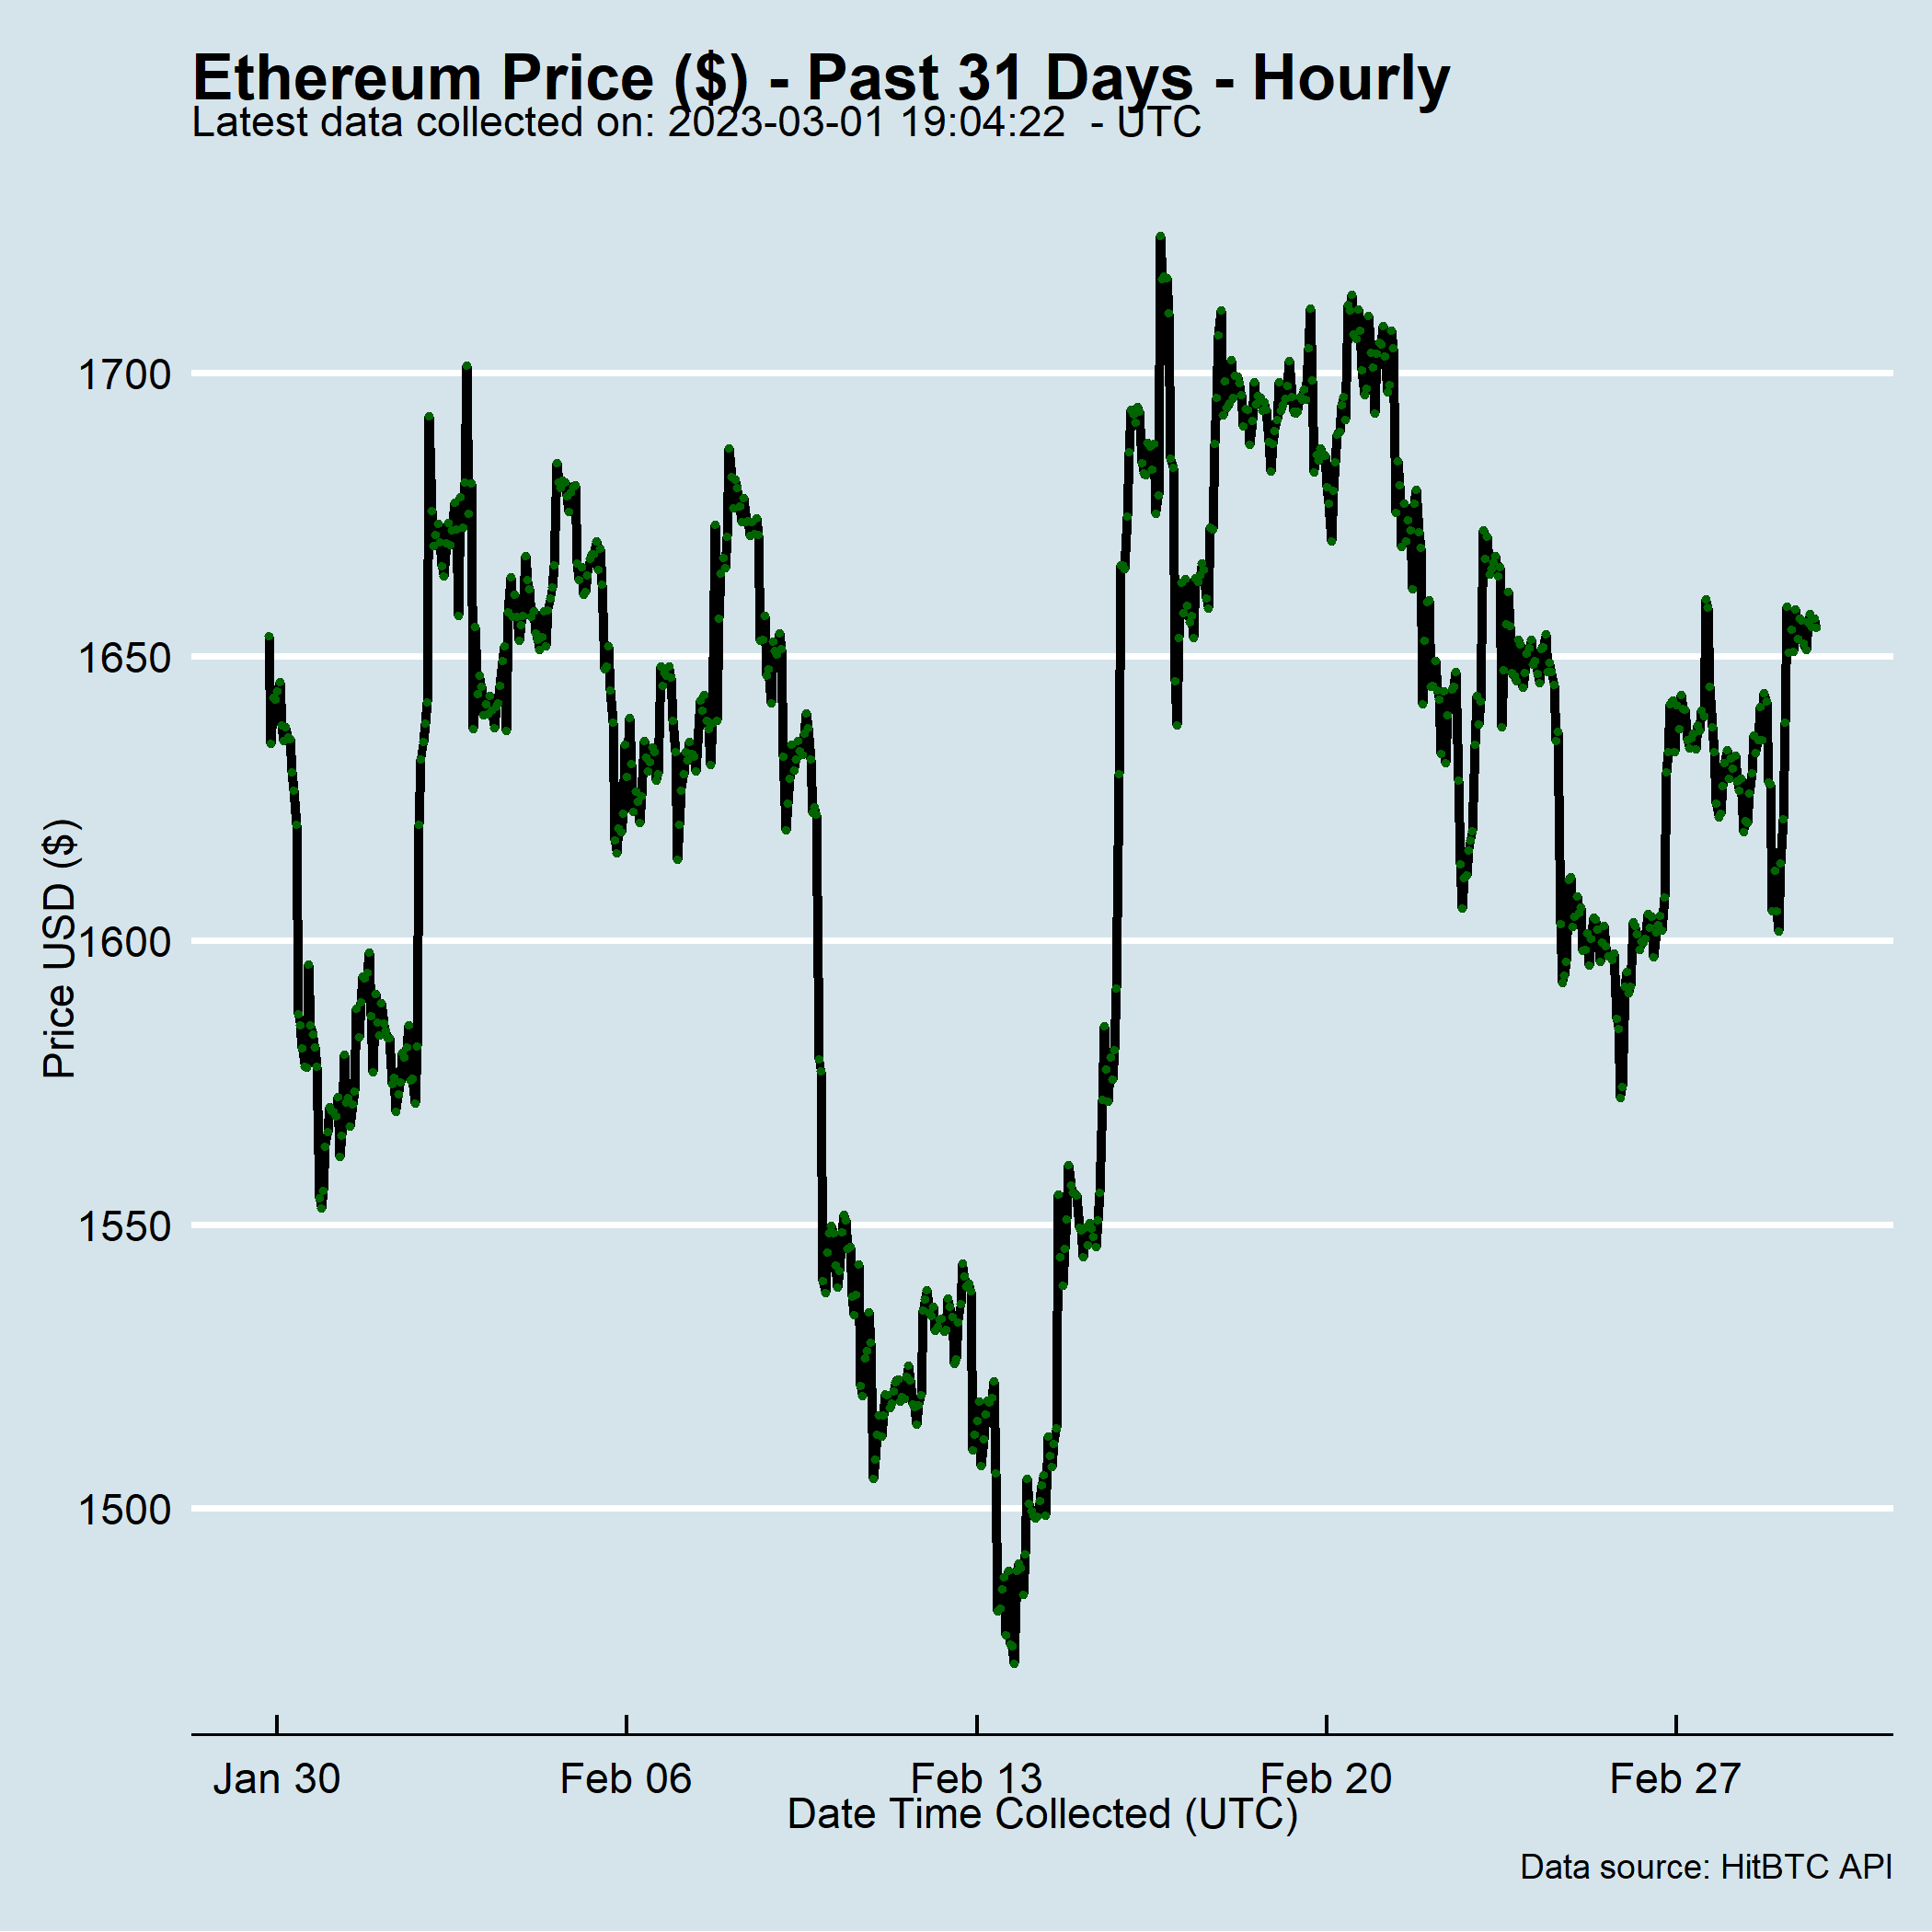 Ethereum Price ($) - Past 31 Days - Hourly
Latest data collected on: 2023-03-01 19:04:22  - UTC
Price USD ($)
1700
1650
1600
1550
1500
Jan 30 Feb 06 Feb 13 Feb 20 Feb 27
Date Time Collected (UTC)
Data source: HitBTC API